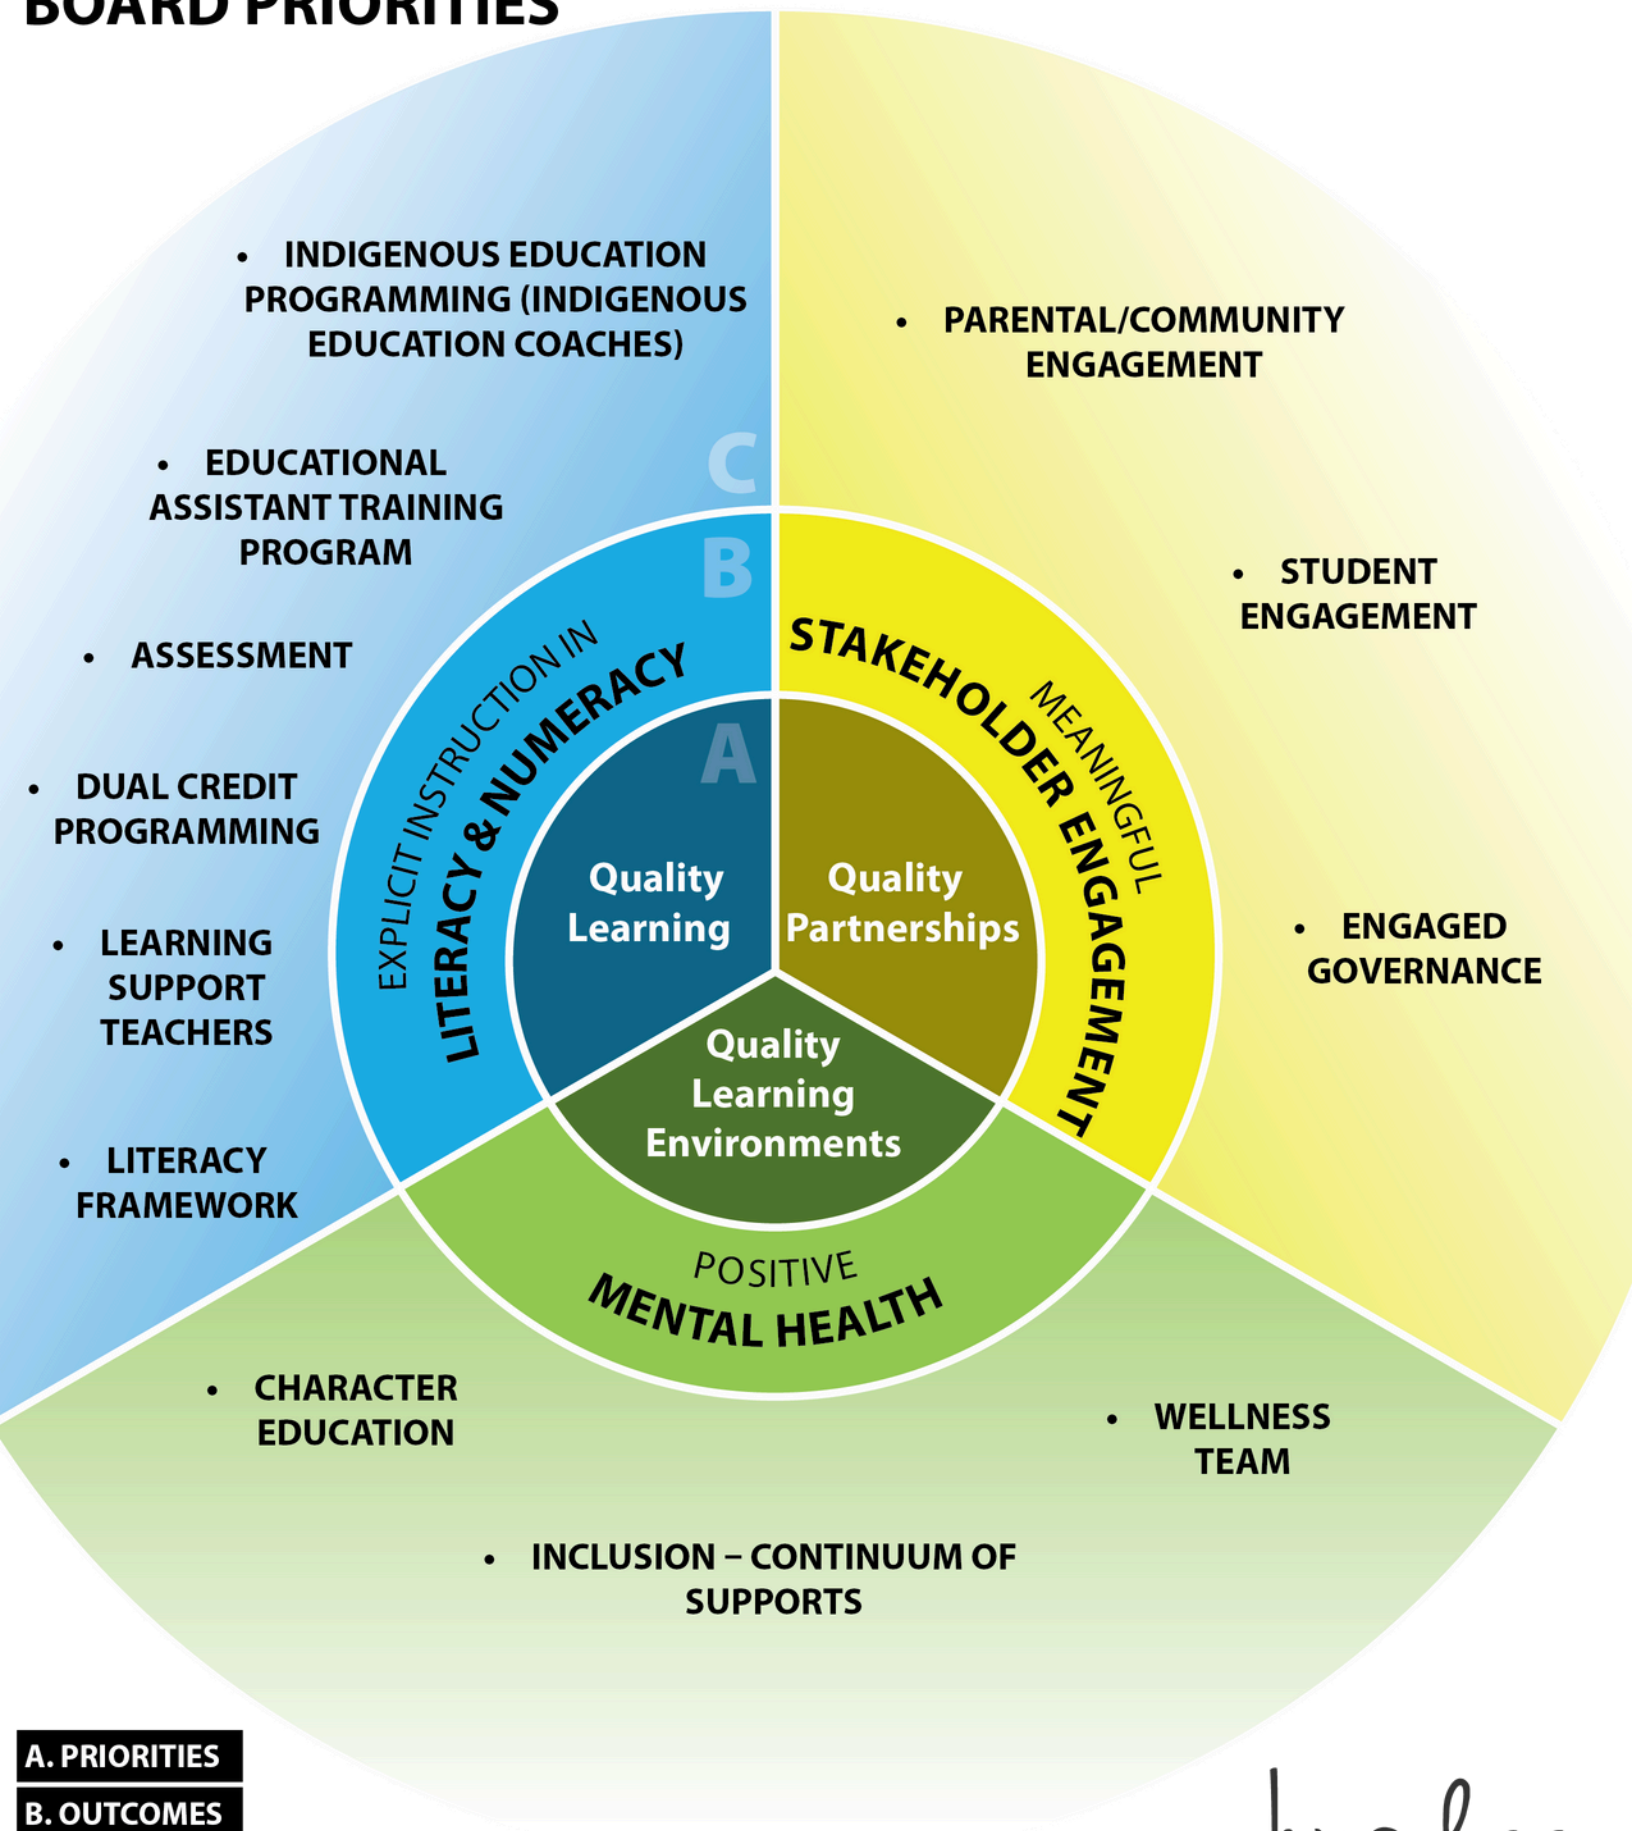 BOARD PRIORITIES
• INDIGENOUS EDUCATION
PROGRAMMING (INDIGENOUS
EDUCATION COACHES)
• EDUCATIONAL
ASSISTANT TRAINING
PROGRAM
• ASSESSMENT
• DUAL CREDIT
PROGRAMMING
• LEARNING
SUPPORT
TEACHERS
• LITERACY
FRAMEWORK
C
B
A
EXPLICIT INSTRUCTION IN
LITERACY & NUMERACY
Quality
Learning
• PARENTAL/COMMUNITY
ENGAGEMENT
• STUDENT
ENGAGEMENT
• ENGAGED
GOVERNANCE
MEANINGFUL
STAKEHOLDER ENGAGEMENT
Quality
Partnerships
Quality
Learning
Environments
POSITIVE
MENTAL HEALTH
• CHARACTER
EDUCATION
• WELLNESS
TEAM
• INCLUSION – CONTINUUM OF
SUPPORTS
A. PRIORITIES
B. OUTCOMES